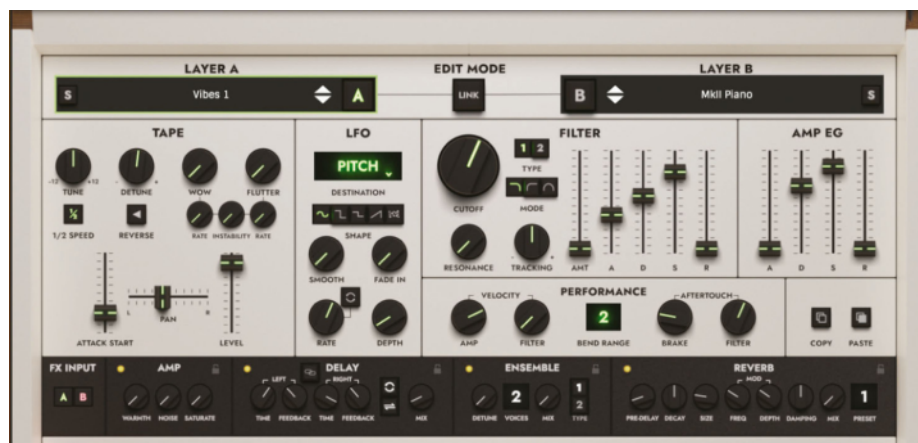 LAYER A EDIT MODE LAYER B
S Vibes 1 A LINK B MkII Piano S
TAPE LFO FILTER AMP EG
PITCH
DESTINATION
1 2
TYPE
-12 +12 - +
TUNE DETUNE WOW FLUTTER
CUTOFF MODE
½
1/2 SPEED REVERSE RATE INSTABILITY RATE
SHAPE
SMOOTH FADE IN
- +
RESONANCE TRACKING AMT A D S R A D S R
L R
PAN
ATTACK START LEVEL
RATE DEPTH
PERFORMANCE
VELOCITY AFTERTOUCH
2
AMP FILTER BEND RANGE BRAKE FILTER COPY PASTE
FX INPUT AMP DELAY ENSEMBLE REVERB
LEFT RIGHT MOD
A B 2 1 2 1
WARMTH NOISE SATURATE TIME FEEDBACK TIME FEEDBACK MIX DETUNE VOICES MIX TYPE PRE-DELAY DECAY SIZE FREQ DEPTH DAMPING MIX PRESET